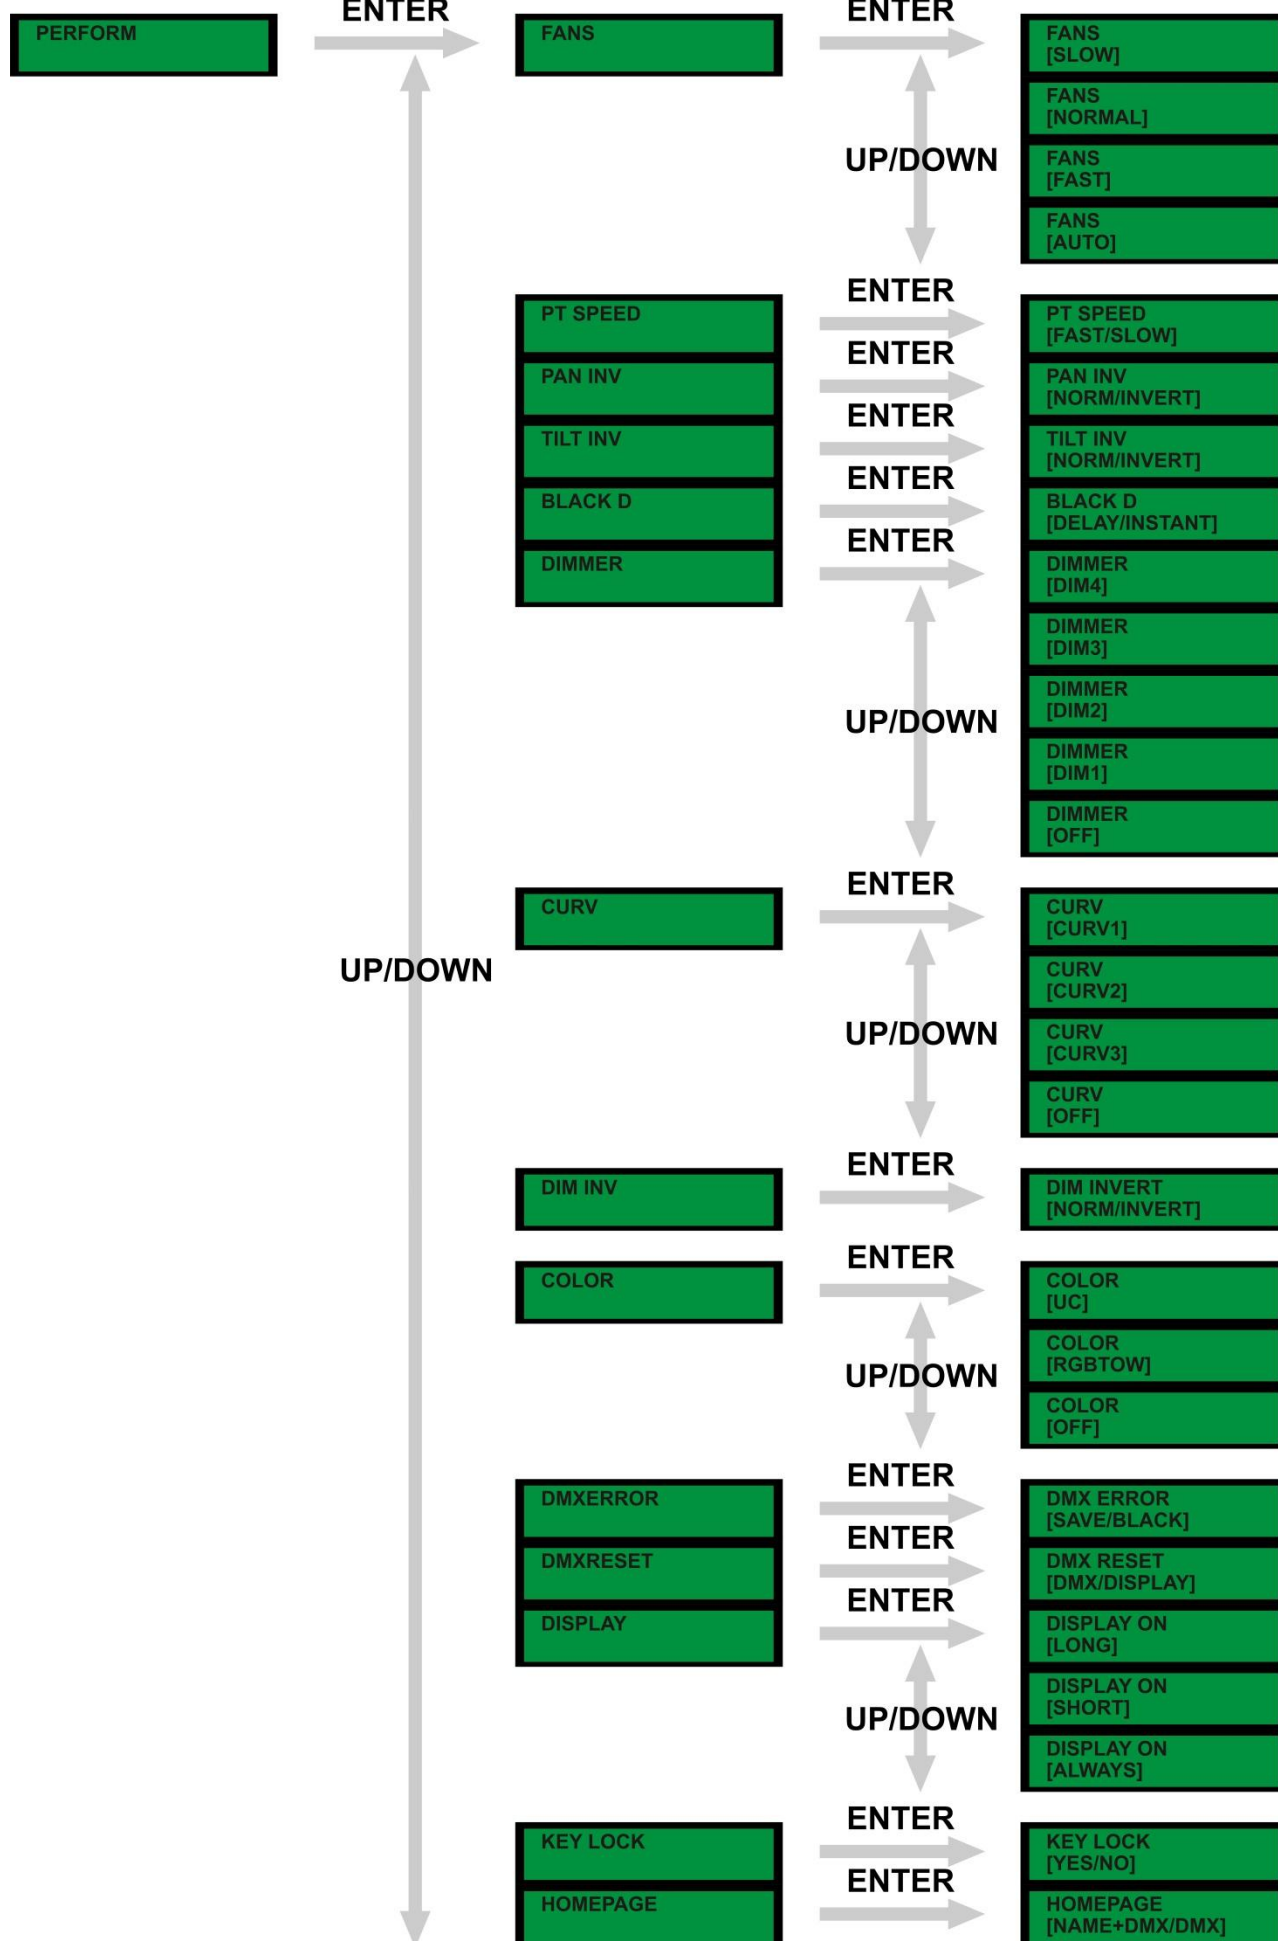 ENTER
ENTER
PERFORM
FANS
FANS
[SLOW]
FANS
[NORMAL]
UP/DOWN
FANS
[FAST]
FANS
[AUTO]
ENTER
PT SPEED
PT SPEED
[FAST/SLOW]
ENTER
PAN INV
PAN INV
[NORM/INVERT]
ENTER
TILT INV
TILT INV
[NORM/INVERT]
ENTER
BLACK D
BLACK D
[DELAY/INSTANT]
ENTER
DIMMER
DIMMER
[DIM4]
DIMMER
[DIM3]
DIMMER
[DIM2]
UP/DOWN
DIMMER
[DIM1]
DIMMER
[OFF]
ENTER
CURV
CURV
[CURV1]
UP/DOWN
CURV
[CURV2]
UP/DOWN
CURV
[CURV3]
CURV
[OFF]
ENTER
DIM INV
DIM INVERT
[NORM/INVERT]
ENTER
COLOR
COLOR
[UC]
COLOR
[RGBTOW]
UP/DOWN
COLOR
[OFF]
ENTER
DMXERROR
DMX ERROR
[SAVE/BLACK]
ENTER
DMXRESET
DMX RESET
[DMX/DISPLAY]
ENTER
DISPLAY
DISPLAY ON
[LONG]
DISPLAY ON
[SHORT]
UP/DOWN
DISPLAY ON
[ALWAYS]
ENTER
KEY LOCK
KEY LOCK
[YES/NO]
ENTER
HOMEPAGE
HOMEPAGE
[NAME+DMX/DMX]